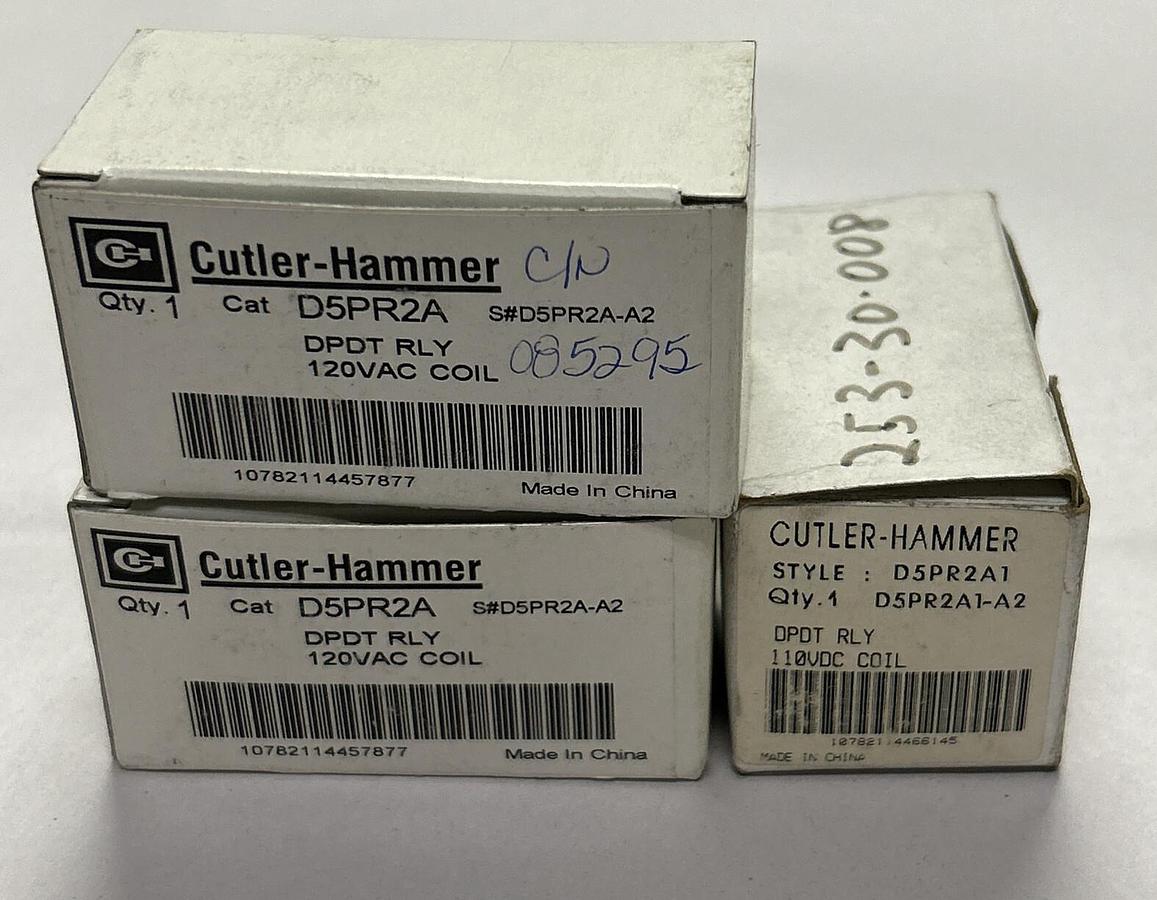 CH
Cutler-Hammer C/N
Qty. 1 Cat D5PR2A S#D5PR2A-A2
DPDT RLY
120VAC COIL 085295
10782114457877
Made In China
CH
Cutler-Hammer
Qty. 1 Cat D5PR2A S#D5PR2A-A2
DPDT RLY
120VAC COIL
10782114457877
Made In China
253-30-008
CUTLER-HAMMER
STYLE : D5PR2A1
Qty.1 D5PR2A1-A2
DPDT RLY
110VDC COIL
MADE IN CHINA